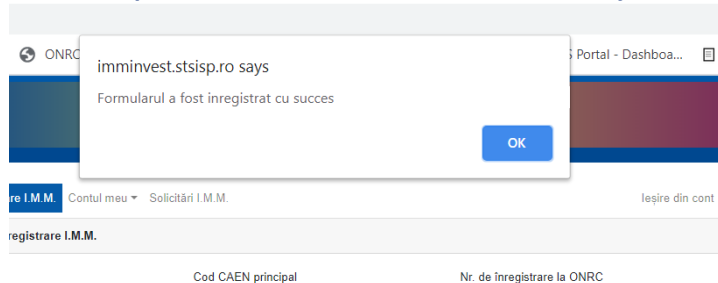 ONRC
S Portal - Dashboa...
imminvest.stsisp.ro says
Formularul a fost inregistrat cu succes
OK
re I.M.M. Contul meu Solicitări I.M.M. Ieșire din cont
registrare I.M.M.
Cod CAEN principal Nr. de înregistrare la ONRC